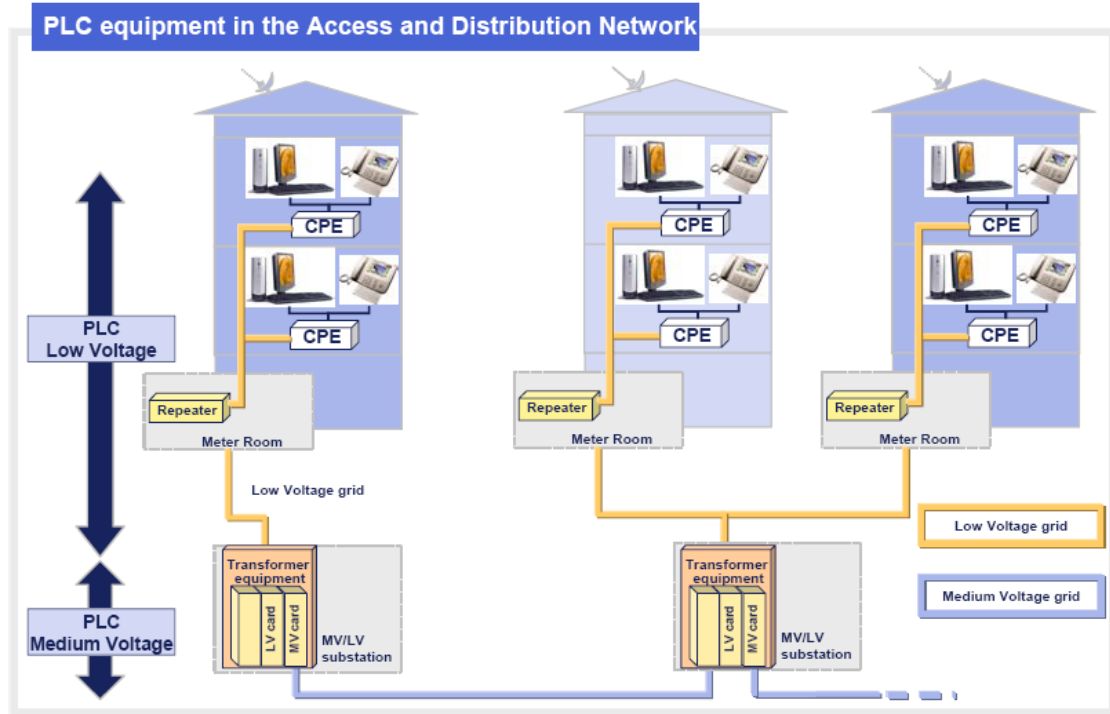 PLC equipment in the Access and Distribution Network
CPE
CPE
CPE
CPE
CPE
CPE
PLC
Low Voltage
Repeater
Meter Room
Repeater
Meter Room
Repeater
Meter Room
Low Voltage grid
Low Voltage grid
Medium Voltage grid
PLC
Medium Voltage
Transformer
equipment
LV card
MV card
MV/LV
substation
Transformer
equipment
LV card
MV card
MV/LV
substation